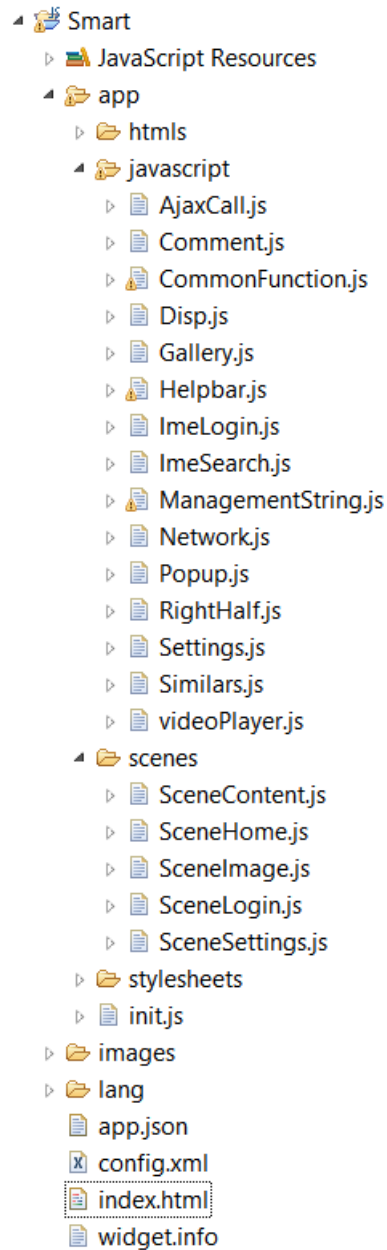 Smart
JavaScript Resources
app
htmls
javascript
AjaxCall.js
Comment.js
CommonFunction.js
Disp.js
Gallery.js
Helpbar.js
ImeLogin.js
ImeSearch.js
ManagementString.js
Network.js
Popup.js
RightHalf.js
Settings.js
Similars.js
videoPlayer.js
scenes
SceneContent.js
SceneHome.js
SceneImage.js
SceneLogin.js
SceneSettings.js
stylesheets
init.js
images
lang
app.json
config.xml
index.html
widget.info